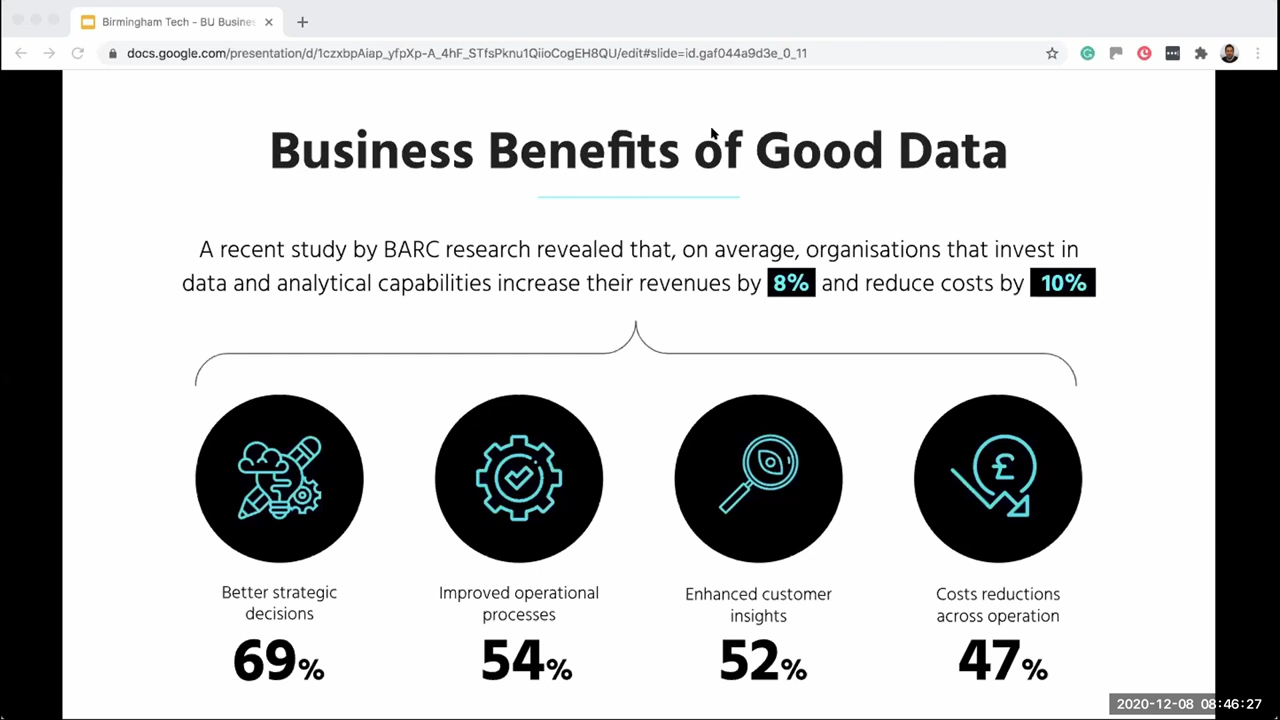 Birmingham Tech - BU Busines
docs.google.com/presentation/d/1czxbpAiap_yfpXp-A_4hF_STfsPknu1QiioCogEH8QU/edit#slide=id.gaf044a9d3e_0_11
Business Benefits of Good Data
A recent study by BARC research revealed that, on average, organisations that invest in
data and analytical capabilities increase their revenues by 8% and reduce costs by 10%
£
Better strategic
decisions
69%
Improved operational
processes
54%
Enhanced customer
insights
52%
Costs reductions
across operation
47%
2020-12-08 08:46:27